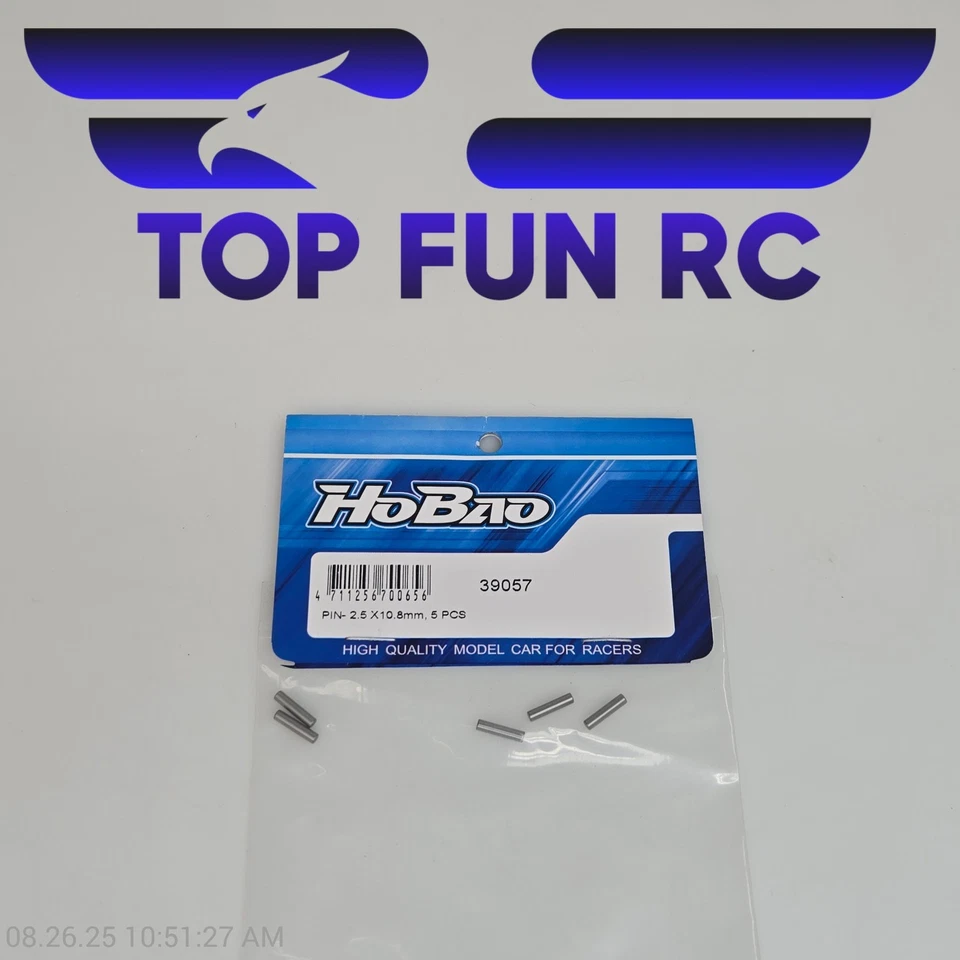 TOP FUN RC
HoBao
39057
4 711256 700656
PIN- 2.5 X10.8mm, 5 PCS
HIGH QUALITY MODEL CAR FOR RACERS
08.26.25 10:51:27 AM